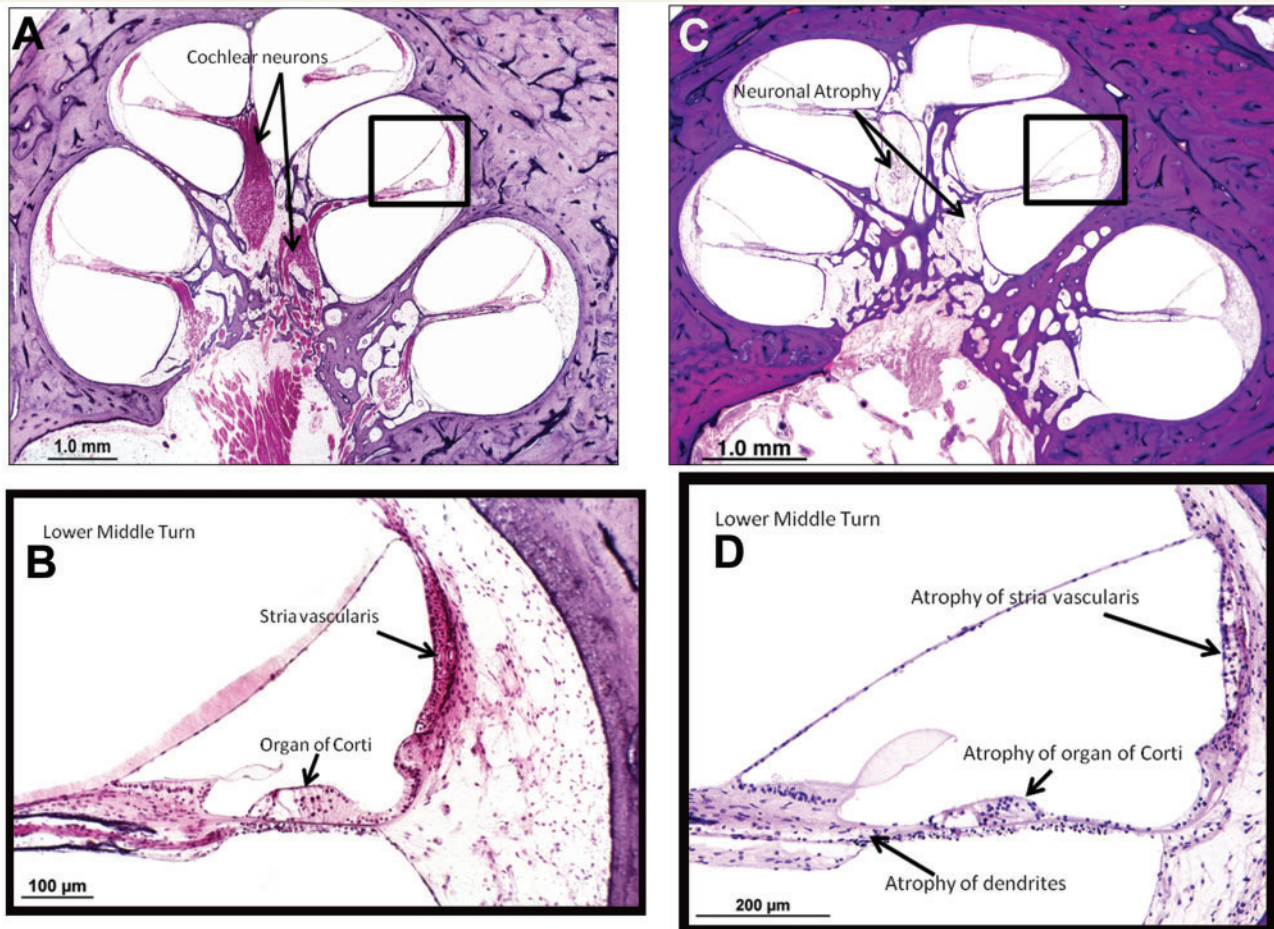 A
Cochlear neurons
1.0 mm
C
Neuronal Atrophy
1.0 mm
Lower Middle Turn
B
Stria vascularis
Organ of Corti
100 µm
Lower Middle Turn
D
Atrophy of stria vascularis
Atrophy of organ of Corti
Atrophy of dendrites
200 µm